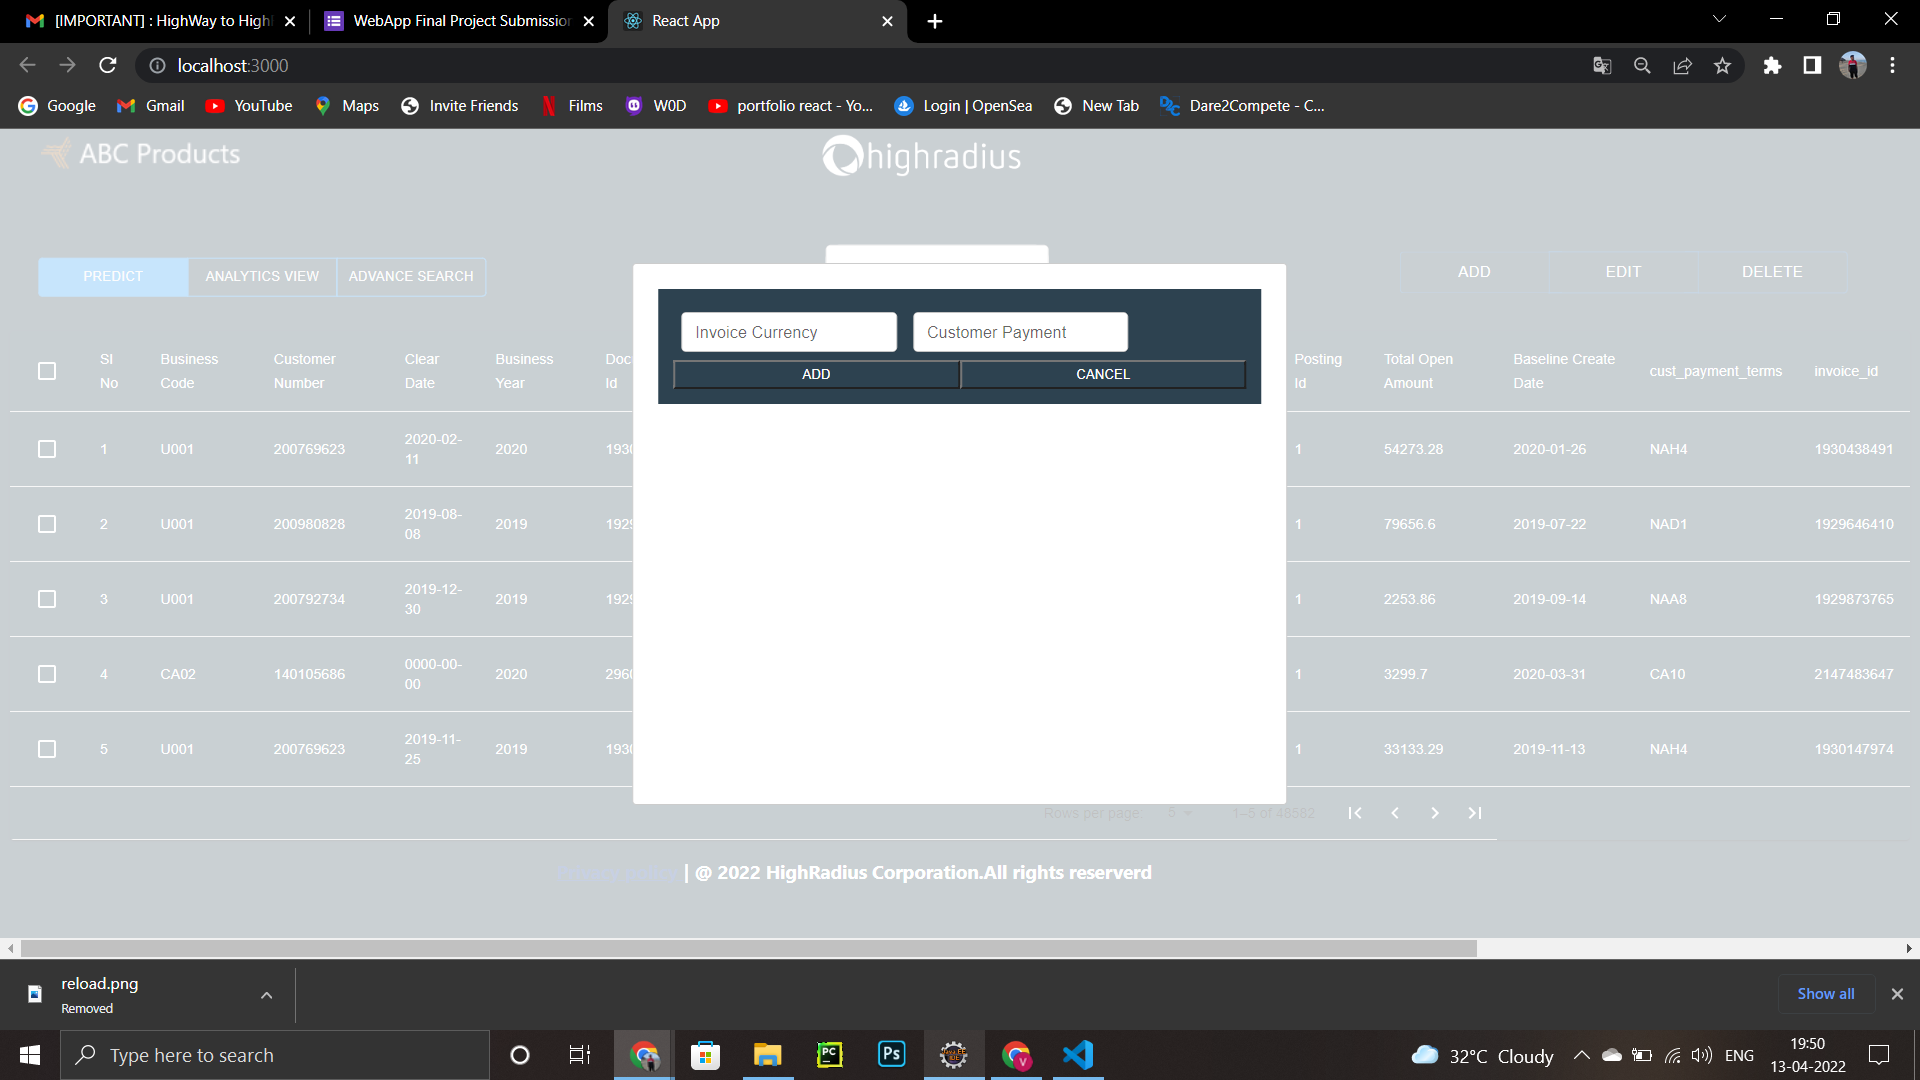 [IMPORTANT] : HighWay to High
WebApp Final Project Submission
React App
localhost:3000
Google
Gmail
YouTube
Maps
Invite Friends
Films
W0D
portfolio react - Yo...
Login | OpenSea
New Tab
Dare2Compete - C...
ABC Products
highradius
PREDICT
ANALYTICS VIEW
ADVANCE SEARCH
ADD
EDIT
DELETE
Invoice Currency
Customer Payment
ADD
CANCEL
Sl No
Business Code
Customer Number
Clear Date
Business Year
Doc Id
Posting Id
Total Open Amount
Baseline Create Date
cust_payment_terms
invoice_id
1 U001 200769623 2020-02-11 2020 1930 1 54273.28 2020-01-26 NAH4 1930438491
2 U001 200980828 2019-08-08 2019 1929 1 79656.6 2019-07-22 NAD1 1929646410
3 U001 200792734 2019-12-30 2019 1929 1 2253.86 2019-09-14 NAA8 1929873765
4 CA02 140105686 0000-00-00 2020 2960 1 3299.7 2020-03-31 CA10 2147483647
5 U001 200769623 2019-11-25 2019 1930 1 33133.29 2019-11-13 NAH4 1930147974
Rows per page: 5 1–5 of 48582
| @ 2022 HighRadius Corporation.All rights reserverd
reload.png
Removed
Show all
Type here to search
PC
Ps
V
32°C Cloudy
ENG
19:50
13-04-2022